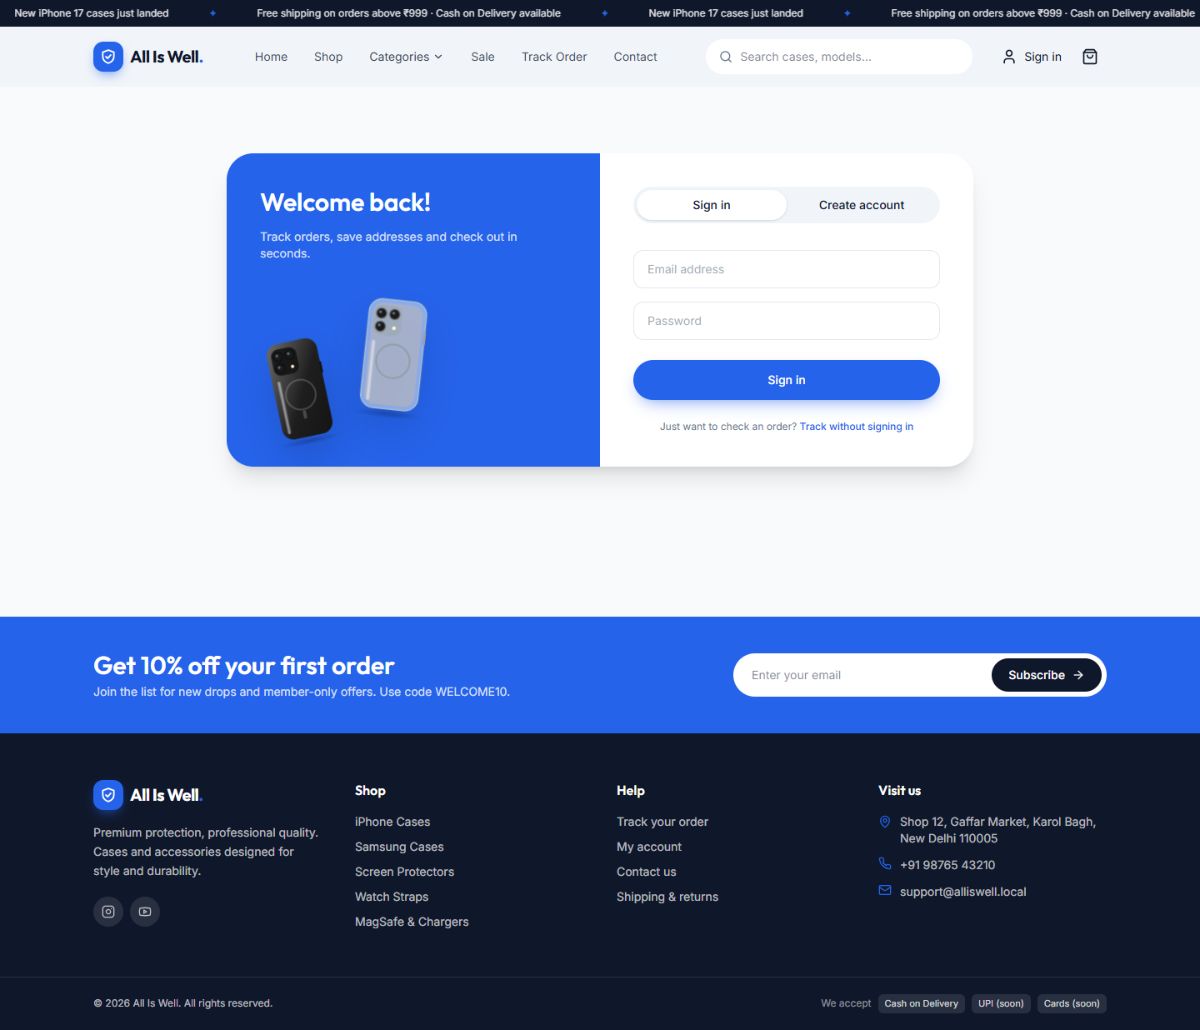 New iPhone 17 cases just landed ✦ Free shipping on orders above ₹999 · Cash on Delivery available ✦ New iPhone 17 cases just landed ✦ Free shipping on orders above ₹999 · Cash on Delivery available
All Is Well.
Home Shop Categories Sale Track Order Contact
Search cases, models...
Sign in
Welcome back!
Track orders, save addresses and check out in
seconds.
Sign in Create account
Email address
Password
Sign in
Just want to check an order? Track without signing in
Get 10% off your first order
Join the list for new drops and member-only offers. Use code WELCOME10.
Enter your email
Subscribe →
All Is Well.
Premium protection, professional quality.
Cases and accessories designed for
style and durability.
Shop
iPhone Cases
Samsung Cases
Screen Protectors
Watch Straps
MagSafe & Chargers
Help
Track your order
My account
Contact us
Shipping & returns
Visit us
Shop 12, Gaffar Market, Karol Bagh,
New Delhi 110005
+91 98765 43210
support@alliswell.local
© 2026 All Is Well. All rights reserved.
We accept Cash on Delivery UPI (soon) Cards (soon)